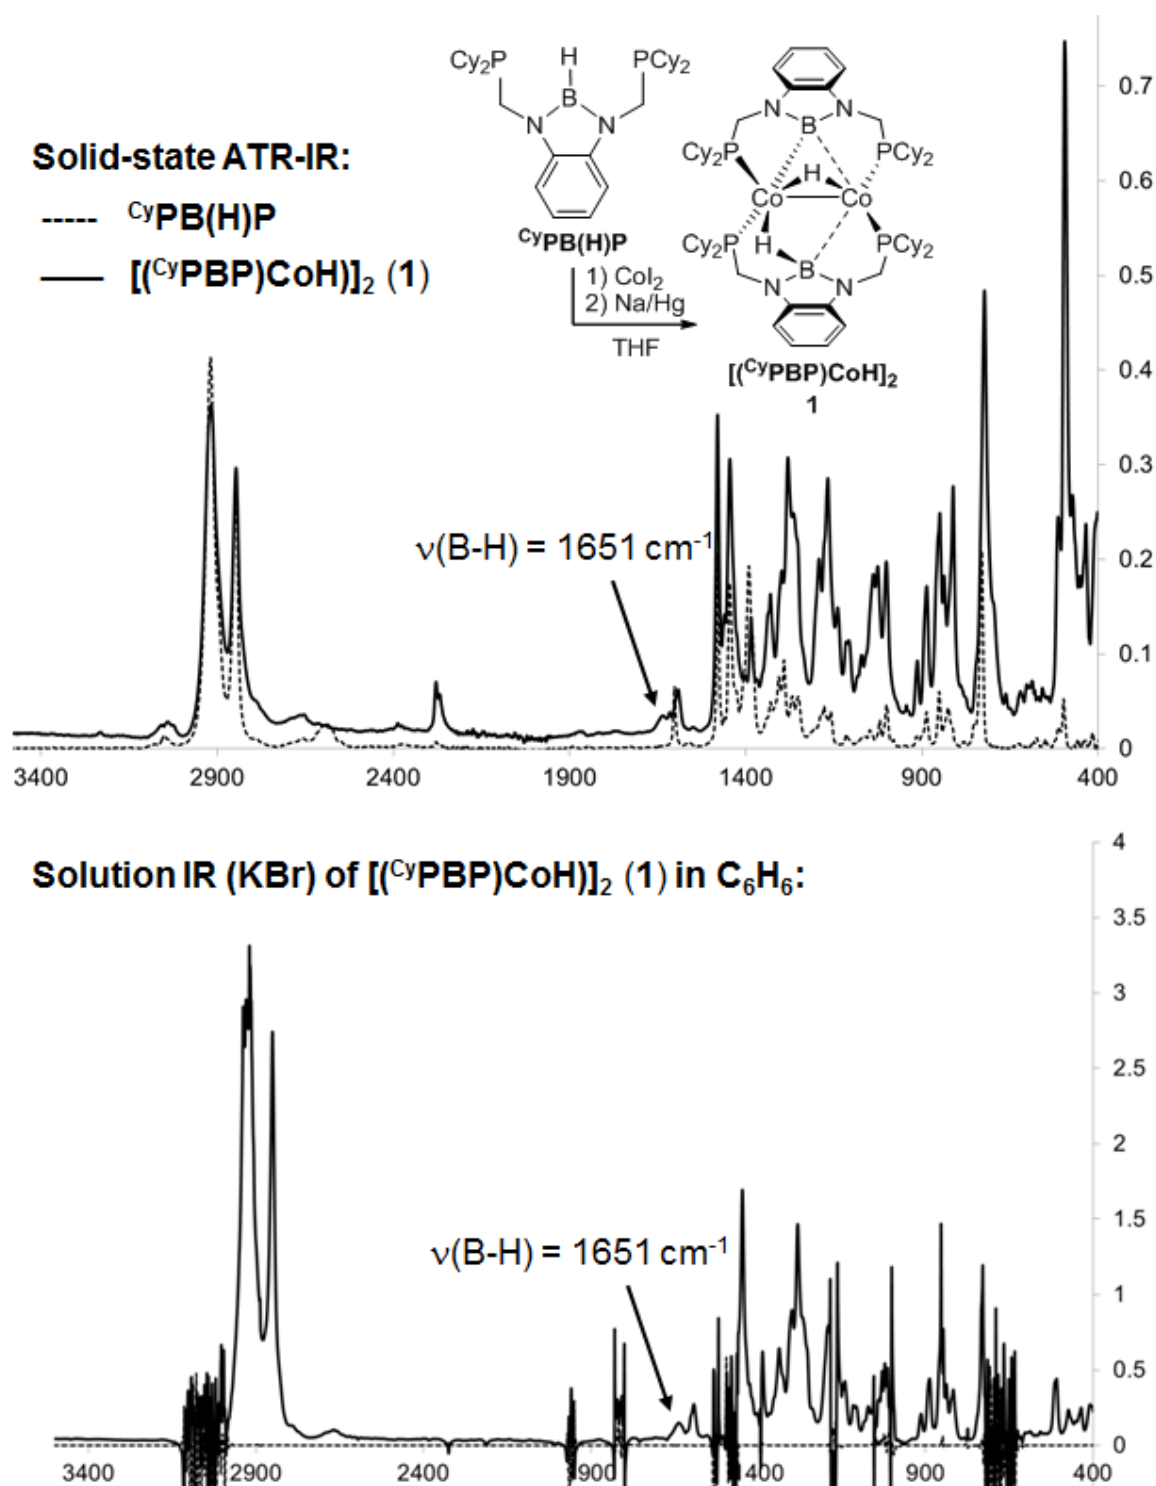 Cy₂P H PCy₂
B
N N
CyPB(H)P
1) CoI₂
2) Na/Hg
THF
N N
B
Cy₂P PCy₂
H
Co Co
Cy₂P PCy₂
H
B
N N
[(CyPBP)CoH]₂
1
Solid-state ATR-IR:
----- CyPB(H)P
— [(CyPBP)CoH)]₂ (1)
ν(B-H) = 1651 cm⁻¹
0.7
0.6
0.5
0.4
0.3
0.2
0.1
0
3400 2900 2400 1900 1400 900 400
Solution IR (KBr) of [(CyPBP)CoH)]₂ (1) in C₆H₆:
ν(B-H) = 1651 cm⁻¹
4
3.5
3
2.5
2
1.5
1
0.5
0
3400 2900 2400 900 400 900 400